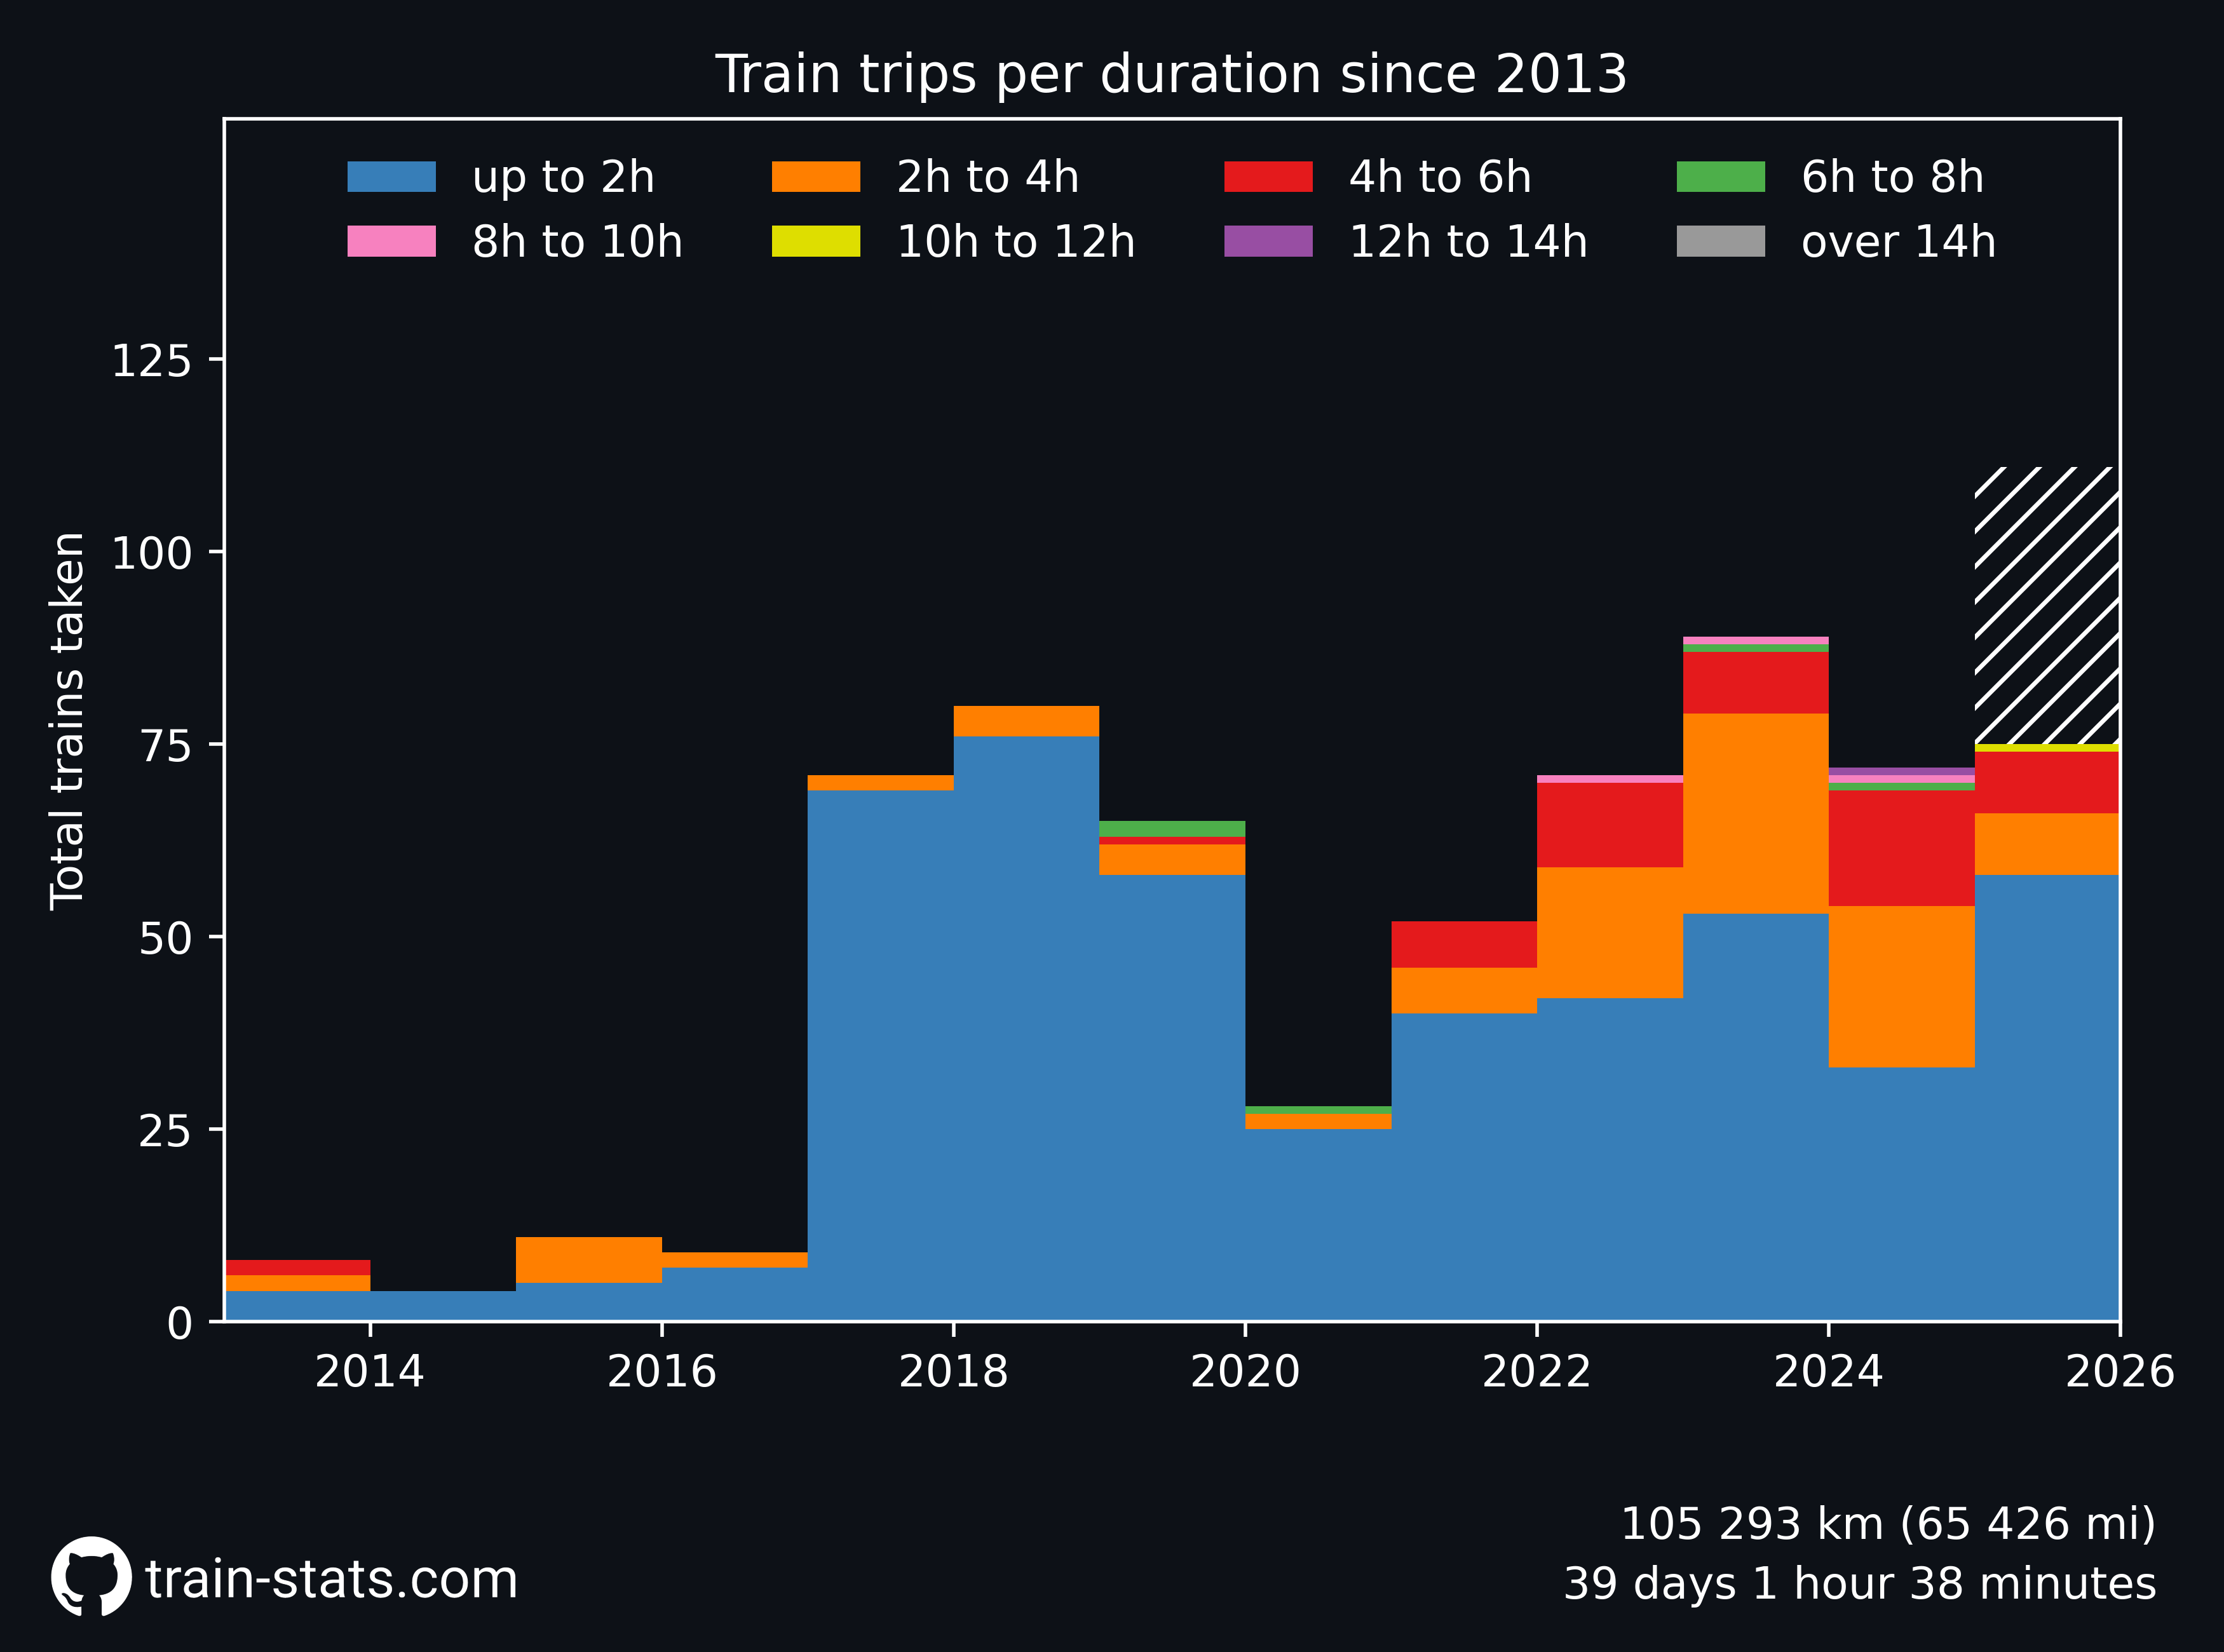 Train trips per duration since 2013
up to 2h 2h to 4h 4h to 6h 6h to 8h
8h to 10h 10h to 12h 12h to 14h over 14h
Total trains taken
125
100
75
50
25
0
2014 2016 2018 2020 2022 2024 2026
105 293 km (65 426 mi)
train-stats.com
39 days 1 hour 38 minutes